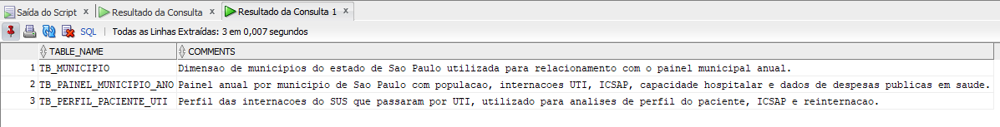 Saída do Script x Resultado da Consulta x Resultado da Consulta 1 x
SQL | Todas as Linhas Extraídas: 3 em 0,007 segundos
TABLE_NAME COMMENTS
1 TB_MUNICIPIO Dimensao de municipios do estado de Sao Paulo utilizada para relacionamento com o painel municipal anual.
2 TB_PAINEL_MUNICIPIO_ANO Painel anual por municipio de Sao Paulo com populacao, internacoes UTI, ICSAP, capacidade hospitalar e dados de despesas publicas em saude.
3 TB_PERFIL_PACIENTE_UTI Perfil das internacoes do SUS que passaram por UTI, utilizado para analises de perfil do paciente, ICSAP e reinternacao.